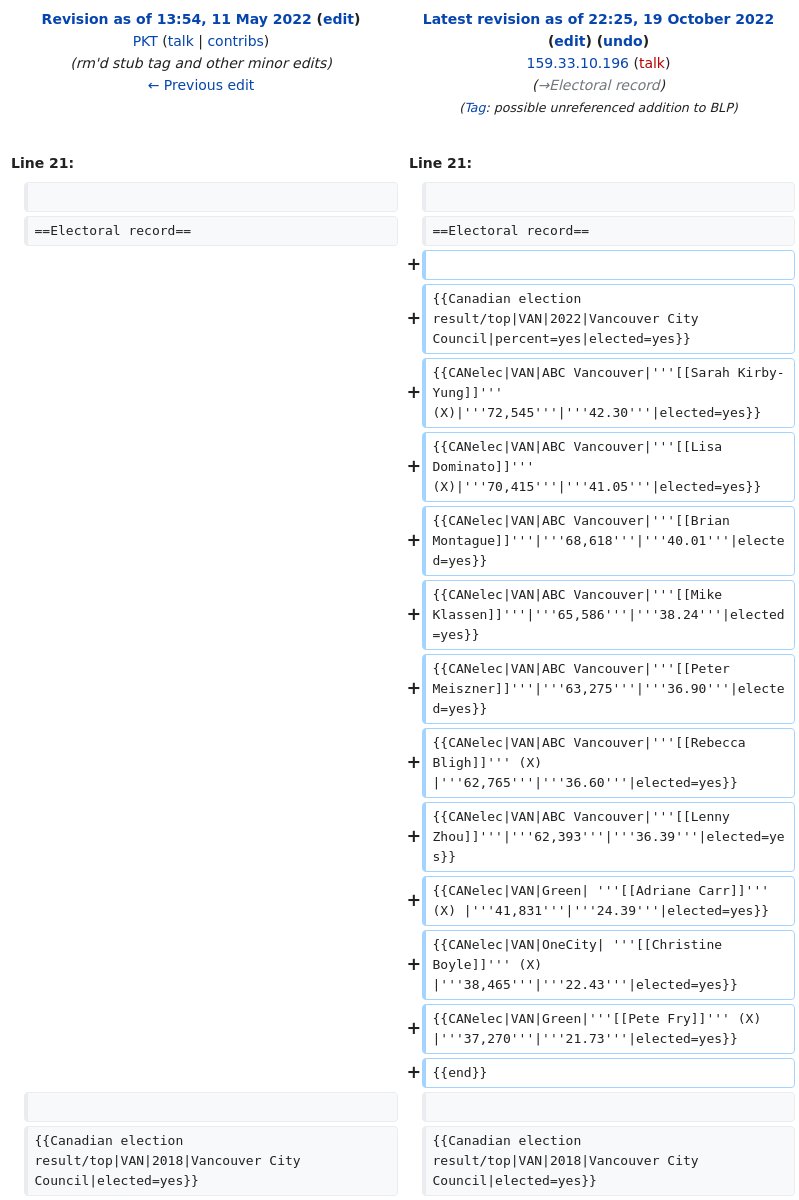 Revision as of 13:54, 11 May 2022 (edit)
PKT (talk | contribs)
(rm'd stub tag and other minor edits)
← Previous edit
Latest revision as of 22:25, 19 October 2022
(edit) (undo)
159.33.10.196 (talk)
(→Electoral record)
(Tag: possible unreferenced addition to BLP)
Line 21:
Line 21:
==Electoral record==
==Electoral record==
+
+
{{Canadian election
result/top|VAN|2022|Vancouver City
Council|percent=yes|elected=yes}}
+
{{CANelec|VAN|ABC Vancouver|'''[[Sarah Kirby-
Yung]]'''
(X)|'''72,545'''|'''42.30'''|elected=yes}}
+
{{CANelec|VAN|ABC Vancouver|'''[[Lisa
Dominato]]'''
(X)|'''70,415'''|'''41.05'''|elected=yes}}
+
{{CANelec|VAN|ABC Vancouver|'''[[Brian
Montague]]'''|'''68,618'''|'''40.01'''|electe
d=yes}}
+
{{CANelec|VAN|ABC Vancouver|'''[[Mike
Klassen]]'''|'''65,586'''|'''38.24'''|elected
=yes}}
+
{{CANelec|VAN|ABC Vancouver|'''[[Peter
Meiszner]]'''|'''63,275'''|'''36.90'''|electe
d=yes}}
+
{{CANelec|VAN|ABC Vancouver|'''[[Rebecca
Bligh]]''' (X)
|'''62,765'''|'''36.60'''|elected=yes}}
+
{{CANelec|VAN|ABC Vancouver|'''[[Lenny
Zhou]]'''|'''62,393'''|'''36.39'''|elected=ye
s}}
+
{{CANelec|VAN|Green| '''[[Adriane Carr]]'''
(X) |'''41,831'''|'''24.39'''|elected=yes}}
+
{{CANelec|VAN|OneCity| '''[[Christine
Boyle]]''' (X)
|'''38,465'''|'''22.43'''|elected=yes}}
+
{{CANelec|VAN|Green|'''[[Pete Fry]]''' (X)
|'''37,270'''|'''21.73'''|elected=yes}}
+
{{end}}
{{Canadian election
result/top|VAN|2018|Vancouver City
Council|elected=yes}}
{{Canadian election
result/top|VAN|2018|Vancouver City
Council|elected=yes}}